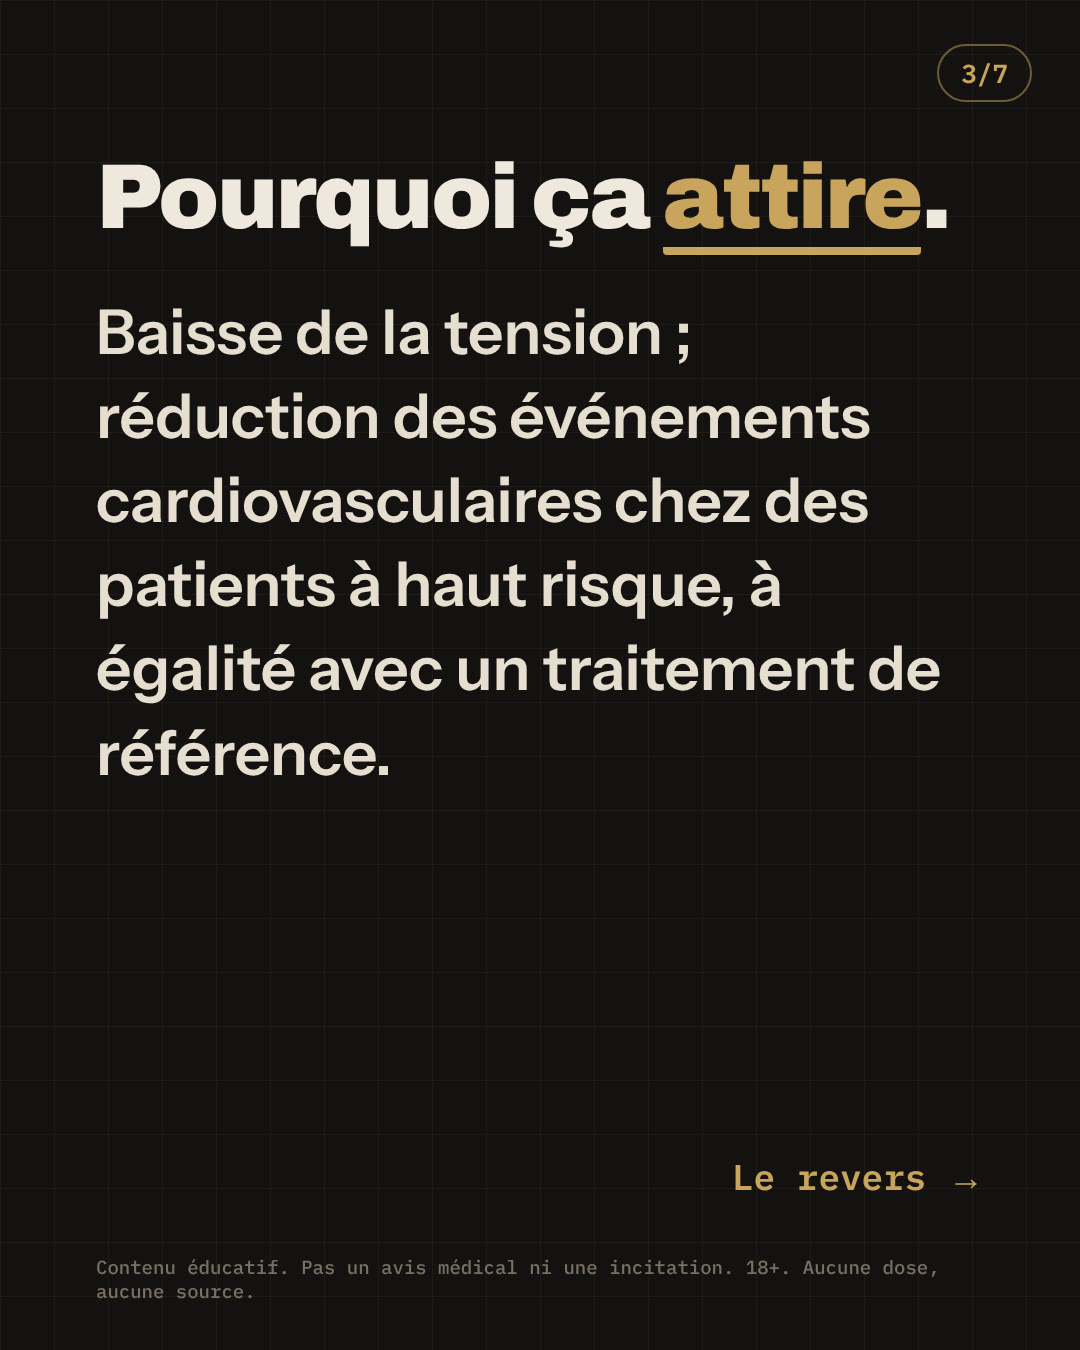 3/7
Pourquoi ça attire.
Baisse de la tension ;
réduction des événements
cardiovasculaires chez des
patients à haut risque, à
égalité avec un traitement de
référence.
Le revers →
Contenu éducatif. Pas un avis médical ni une incitation. 18+. Aucune dose,
aucune source.